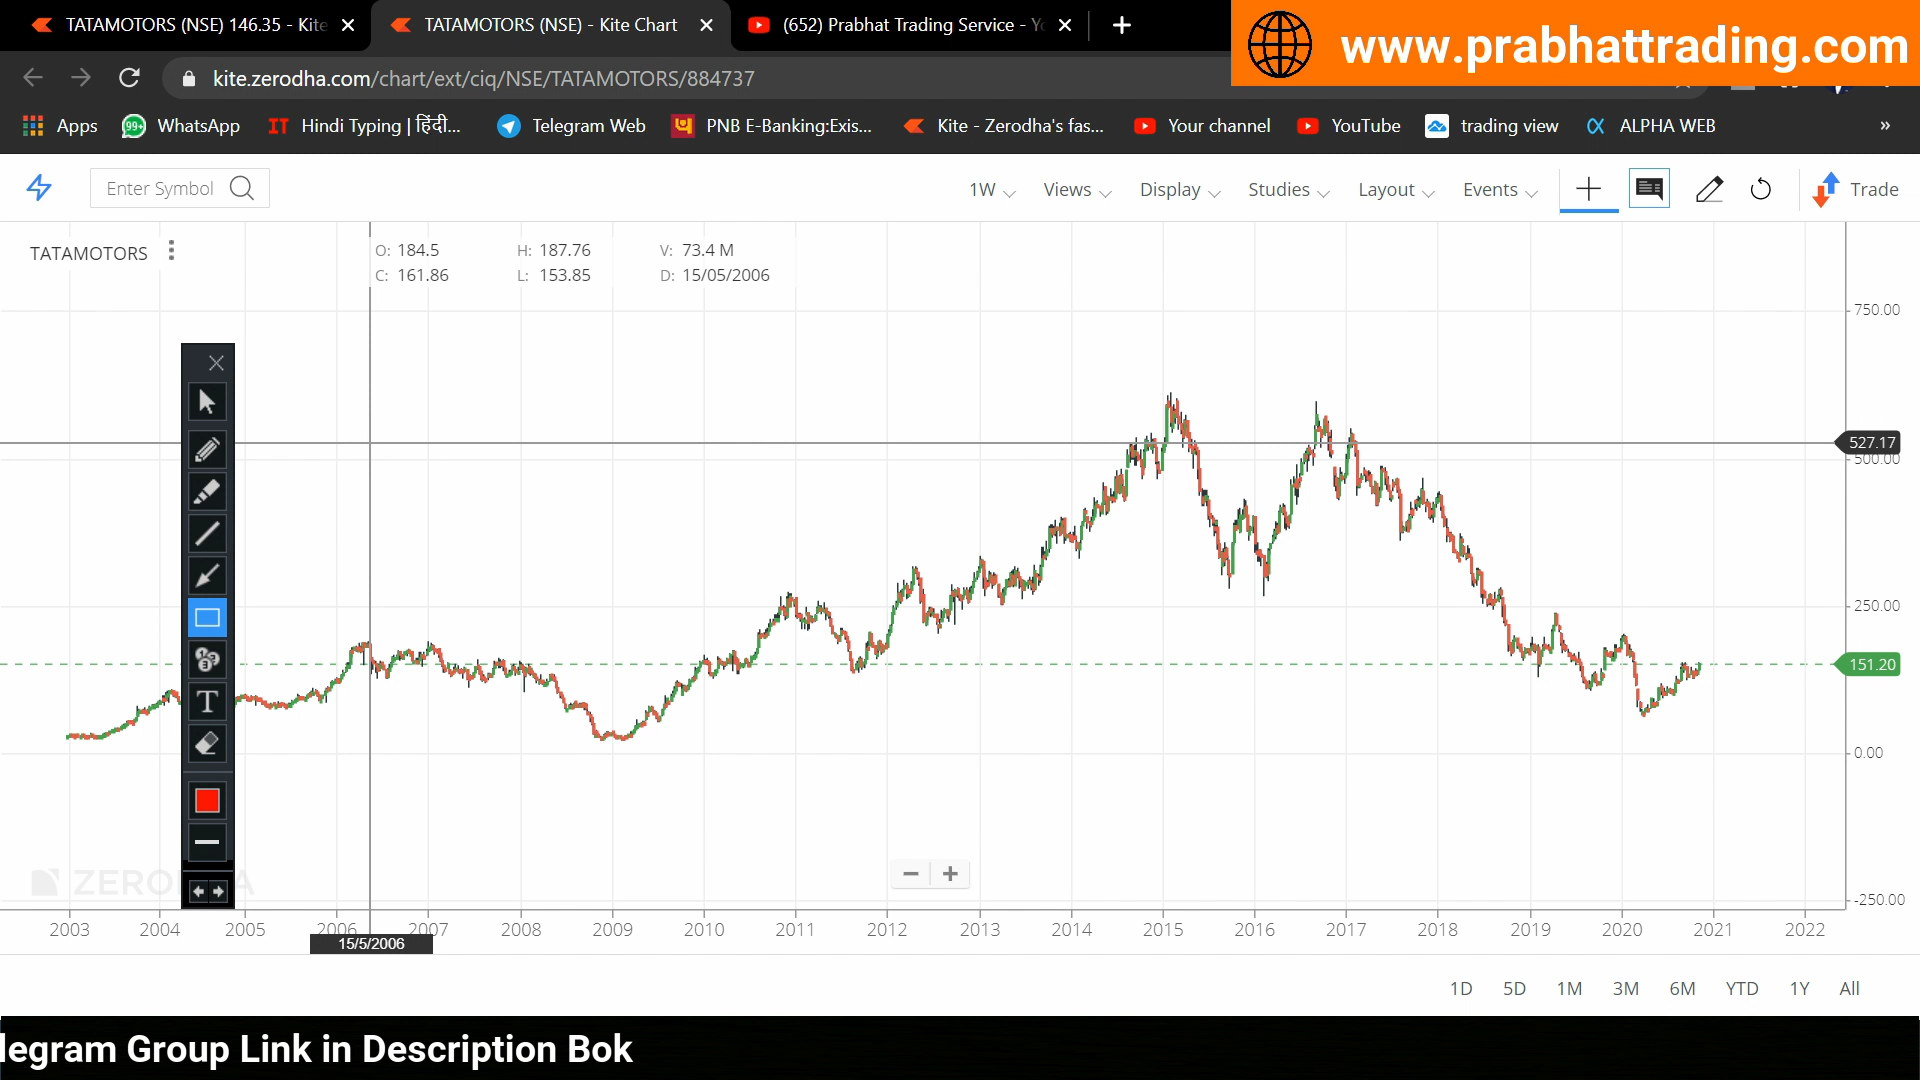 TATAMOTORS (NSE) 146.35 - Kite
TATAMOTORS (NSE) - Kite Chart
(652) Prabhat Trading Service - Y
www.prabhattrading.com
kite.zerodha.com/chart/ext/ciq/NSE/TATAMOTORS/884737
Apps
99+ WhatsApp
IT Hindi Typing | हिंदी...
Telegram Web
PNB E-Banking:Exis...
Kite - Zerodha's fas...
Your channel
YouTube
trading view
ALPHA WEB
»
Enter Symbol
1W Views Display Studies Layout Events Trade
TATAMOTORS
O: 184.5 H: 187.76 V: 73.4 M
C: 161.86 L: 153.85 D: 15/05/2006
750.00
527.17
500.00
250.00
151.20
0.00
-250.00
T
ZERO A
2003 2004 2005 2006 2007 2008 2009 2010 2011 2012 2013 2014 2015 2016 2017 2018 2019 2020 2021 2022
15/5/2006
1D 5D 1M 3M 6M YTD 1Y All
legram Group Link in Description Bok